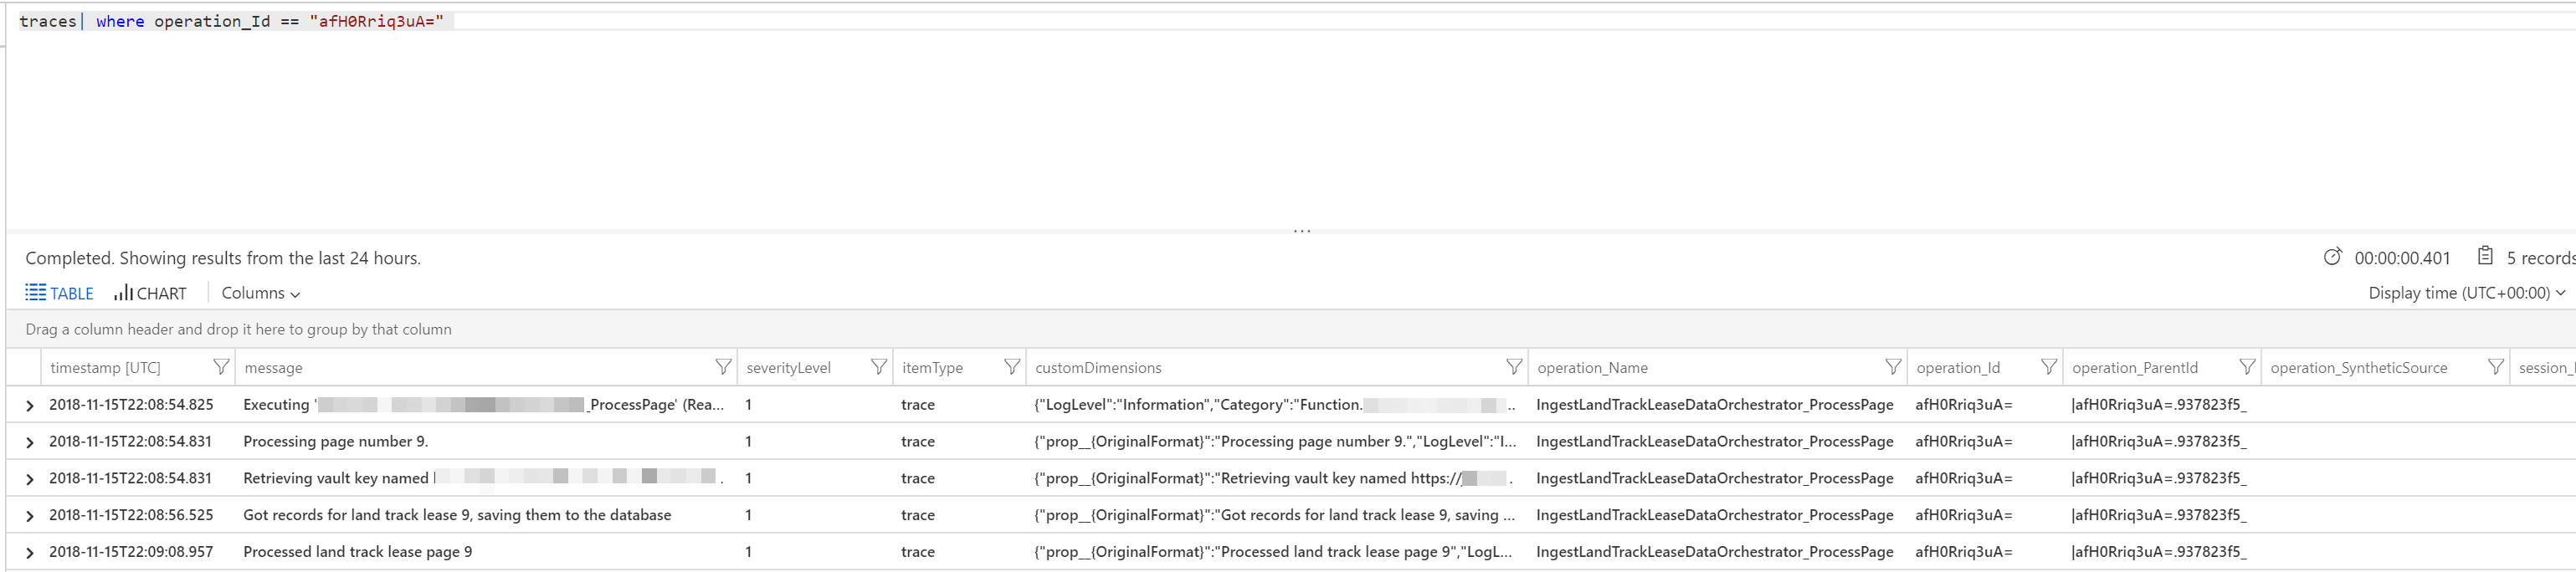 traces| where operation_Id == "afH0Rriq3uA="
...
Completed. Showing results from the last 24 hours. 00:00:00.401 5 records
TABLE CHART Columns Display time (UTC+00:00)
Drag a column header and drop it here to group by that column
timestamp [UTC] message severityLevel itemType customDimensions operation_Name operation_Id operation_ParentId operation_SyntheticSource session_
2018-11-15T22:08:54.825 Executing ' _ProcessPage' (Rea... 1 trace {"LogLevel":"Information","Category":"Function. .. IngestLandTrackLeaseDataOrchestrator_ProcessPage afH0Rriq3uA= |afH0Rriq3uA=.937823f5_
2018-11-15T22:08:54.831 Processing page number 9. 1 trace {"prop__{OriginalFormat}":"Processing page number 9.","LogLevel":"I... IngestLandTrackLeaseDataOrchestrator_ProcessPage afH0Rriq3uA= |afH0Rriq3uA=.937823f5_
2018-11-15T22:08:54.831 Retrieving vault key named . 1 trace {"prop__{OriginalFormat}":"Retrieving vault key named https:// . IngestLandTrackLeaseDataOrchestrator_ProcessPage afH0Rriq3uA= |afH0Rriq3uA=.937823f5_
2018-11-15T22:08:56.525 Got records for land track lease 9, saving them to the database 1 trace {"prop__{OriginalFormat}":"Got records for land track lease 9, saving ... IngestLandTrackLeaseDataOrchestrator_ProcessPage afH0Rriq3uA= |afH0Rriq3uA=.937823f5_
2018-11-15T22:09:08.957 Processed land track lease page 9 1 trace {"prop__{OriginalFormat}":"Processed land track lease page 9","LogL... IngestLandTrackLeaseDataOrchestrator_ProcessPage afH0Rriq3uA= |afH0Rriq3uA=.937823f5_